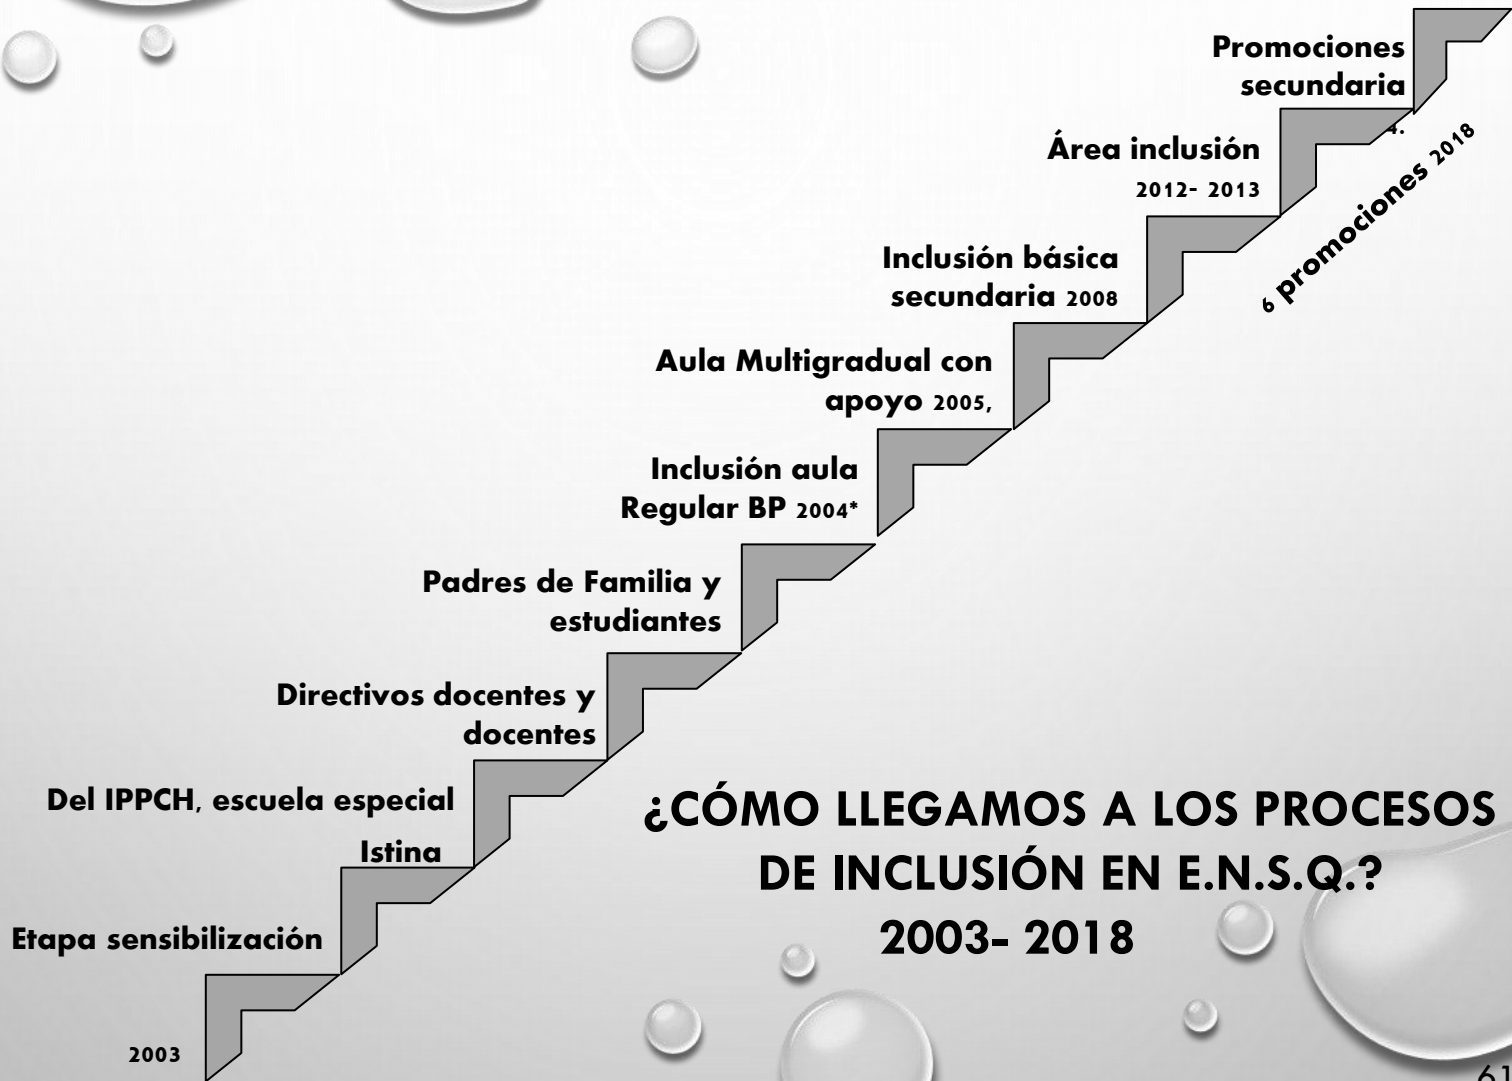 Promociones
secundaria
4.
Área inclusión
2012- 2013
6 promociones 2018
Inclusión básica
secundaria 2008
Aula Multigradual con
apoyo 2005,
Inclusión aula
Regular BP 2004*
Padres de Familia y
estudiantes
Directivos docentes y
docentes
Del IPPCH, escuela especial
Istina
Etapa sensibilización
2003
¿CÓMO LLEGAMOS A LOS PROCESOS
DE INCLUSIÓN EN E.N.S.Q.?
2003- 2018
61